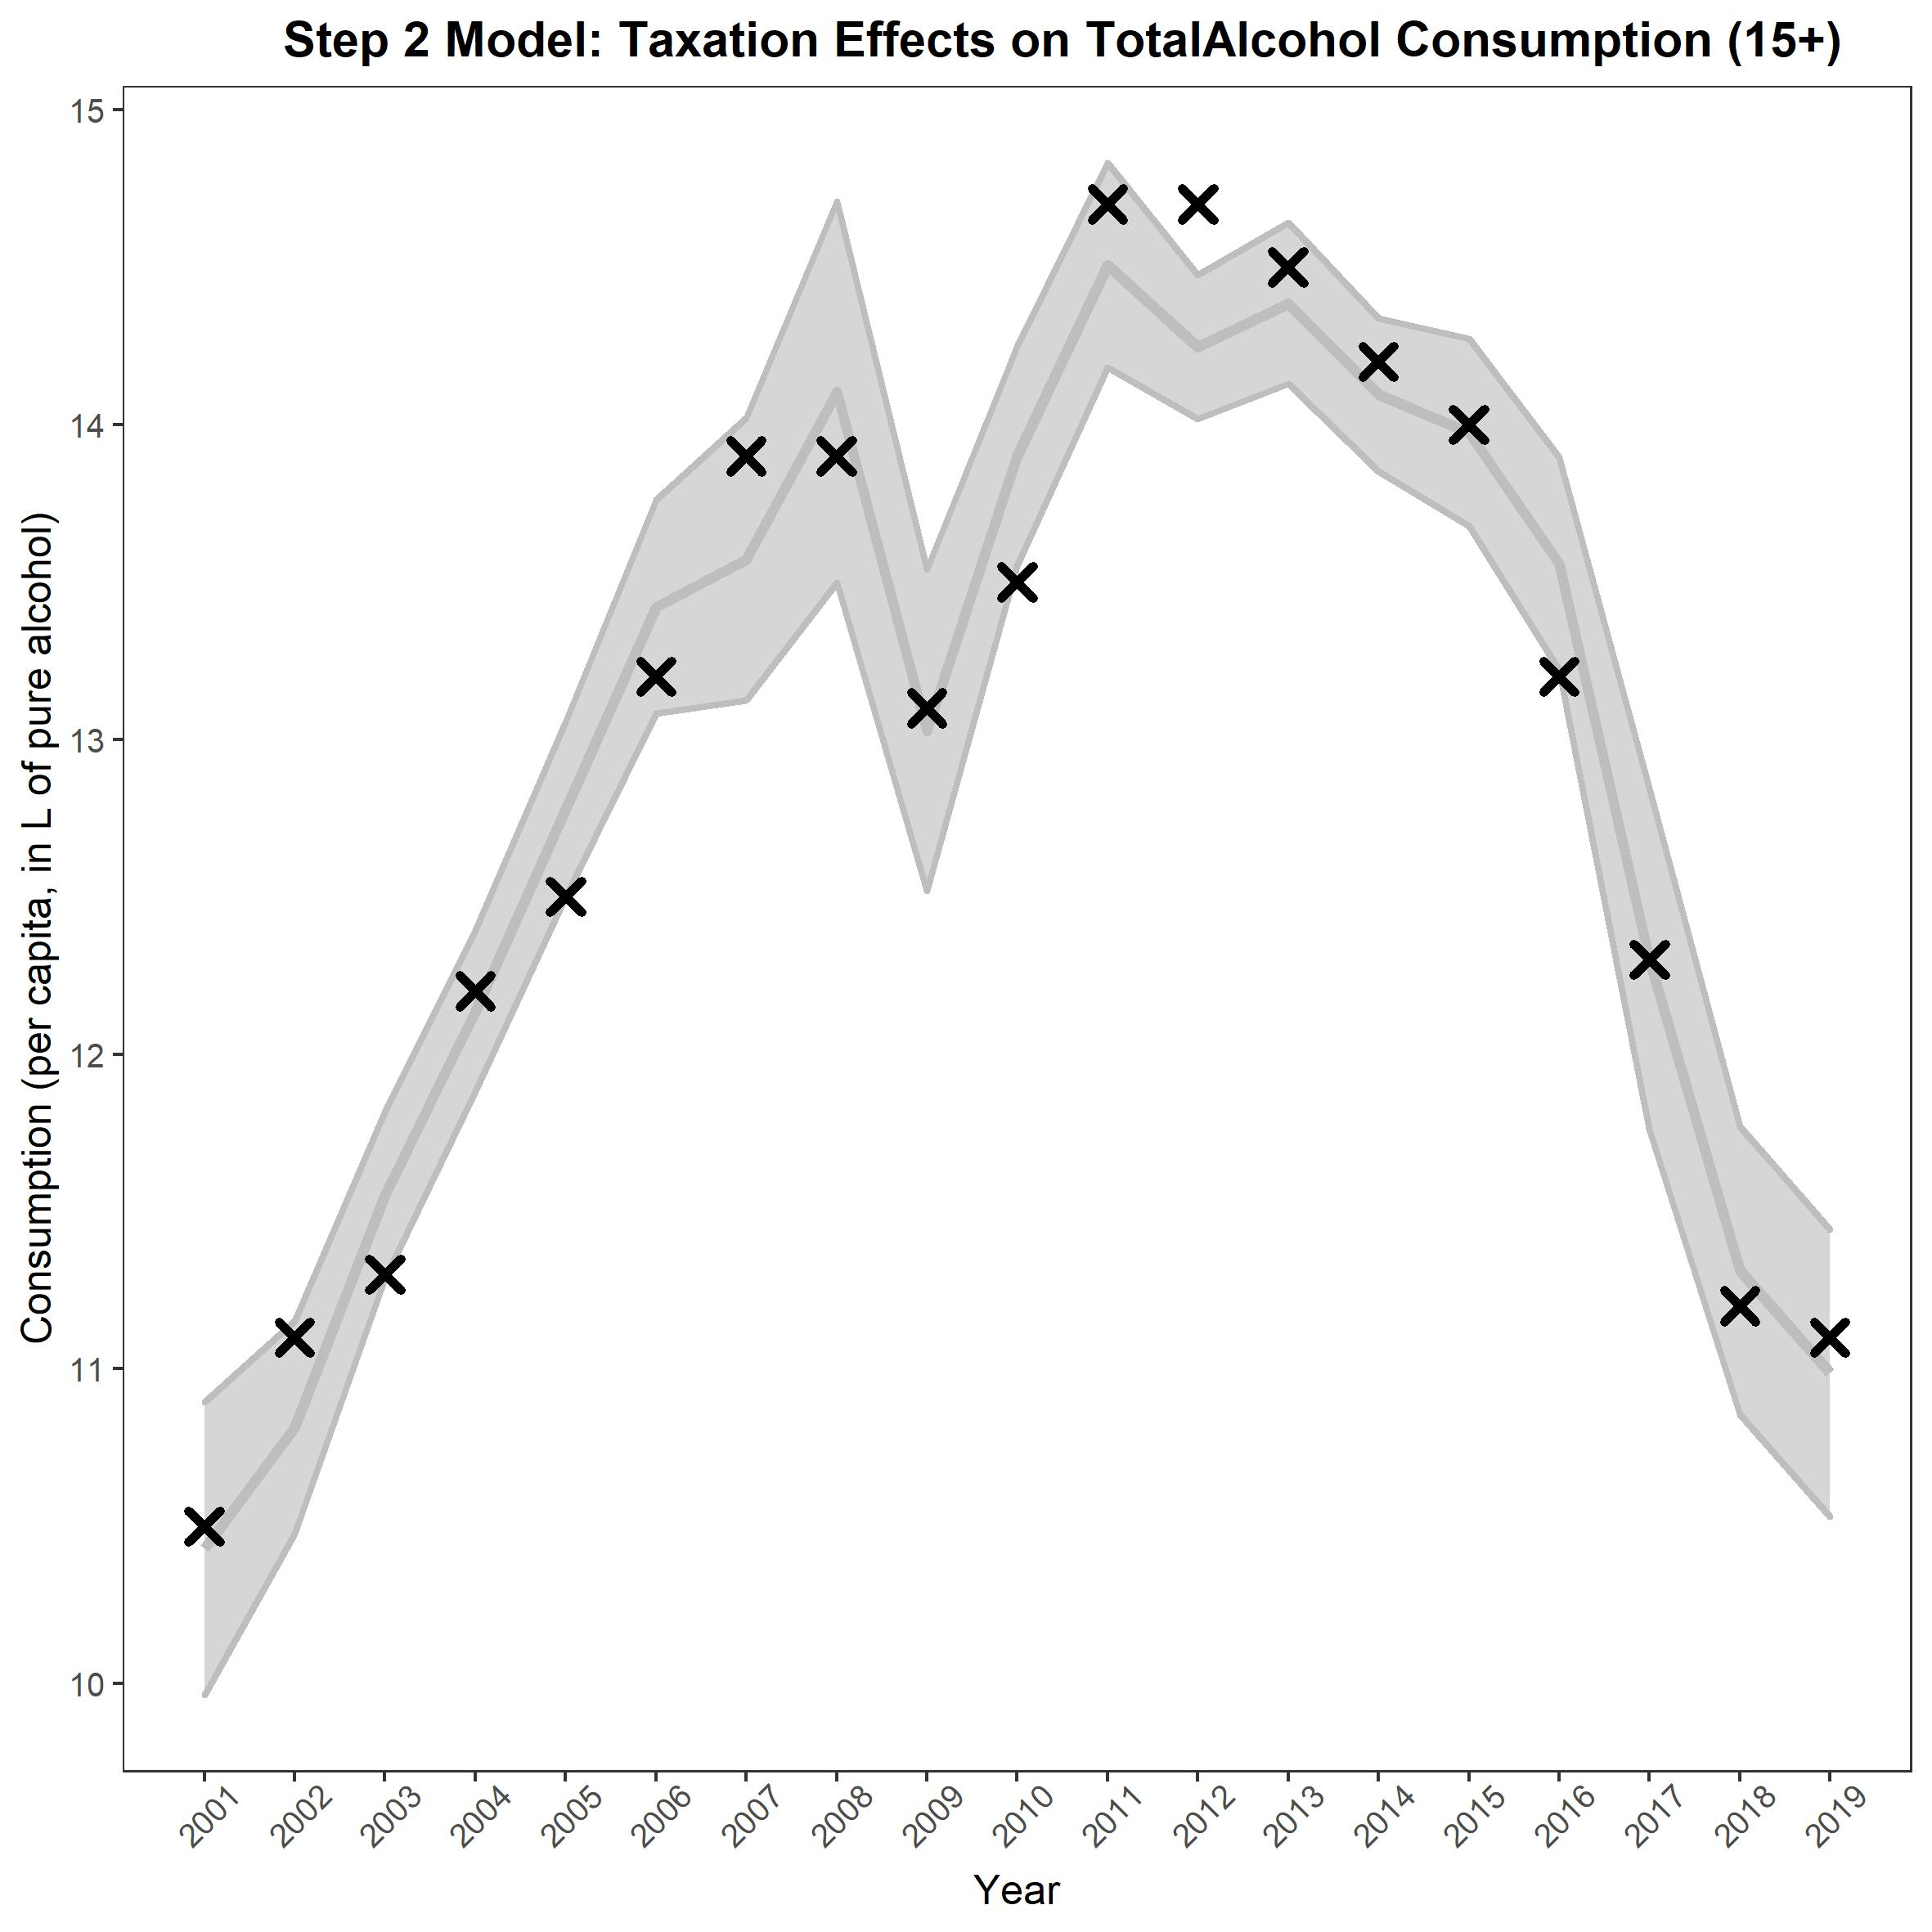 Step 2 Model: Taxation Effects on TotalAlcohol Consumption (15+)
Consumption (per capita, in L of pure alcohol)
15
14
13
12
11
10
2001 2002 2003 2004 2005 2006 2007 2008 2009 2010 2011 2012 2013 2014 2015 2016 2017 2018 2019
Year